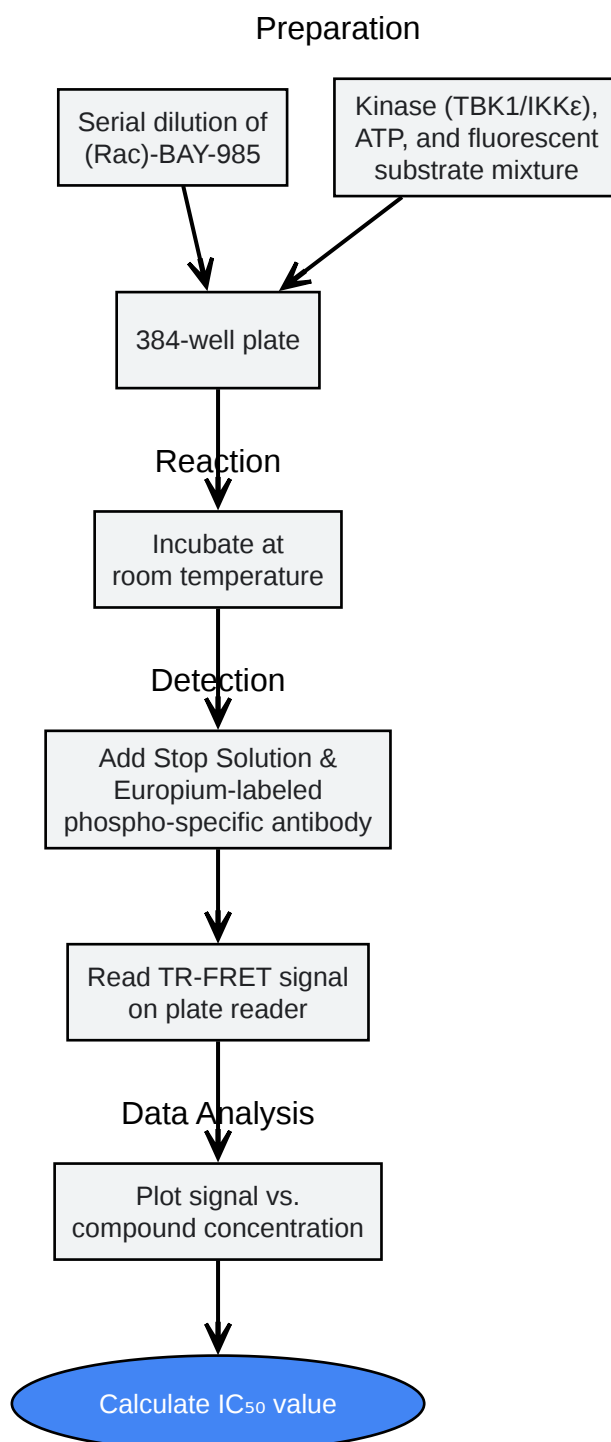 Preparation
Serial dilution of
(Rac)-BAY-985
Kinase (TBK1/IKKε),
ATP, and fluorescent
substrate mixture
384-well plate
Reaction
Incubate at
room temperature
Detection
Add Stop Solution &
Europium-labeled
phospho-specific antibody
Read TR-FRET signal
on plate reader
Data Analysis
Plot signal vs.
compound concentration
Calculate IC₅₀ value